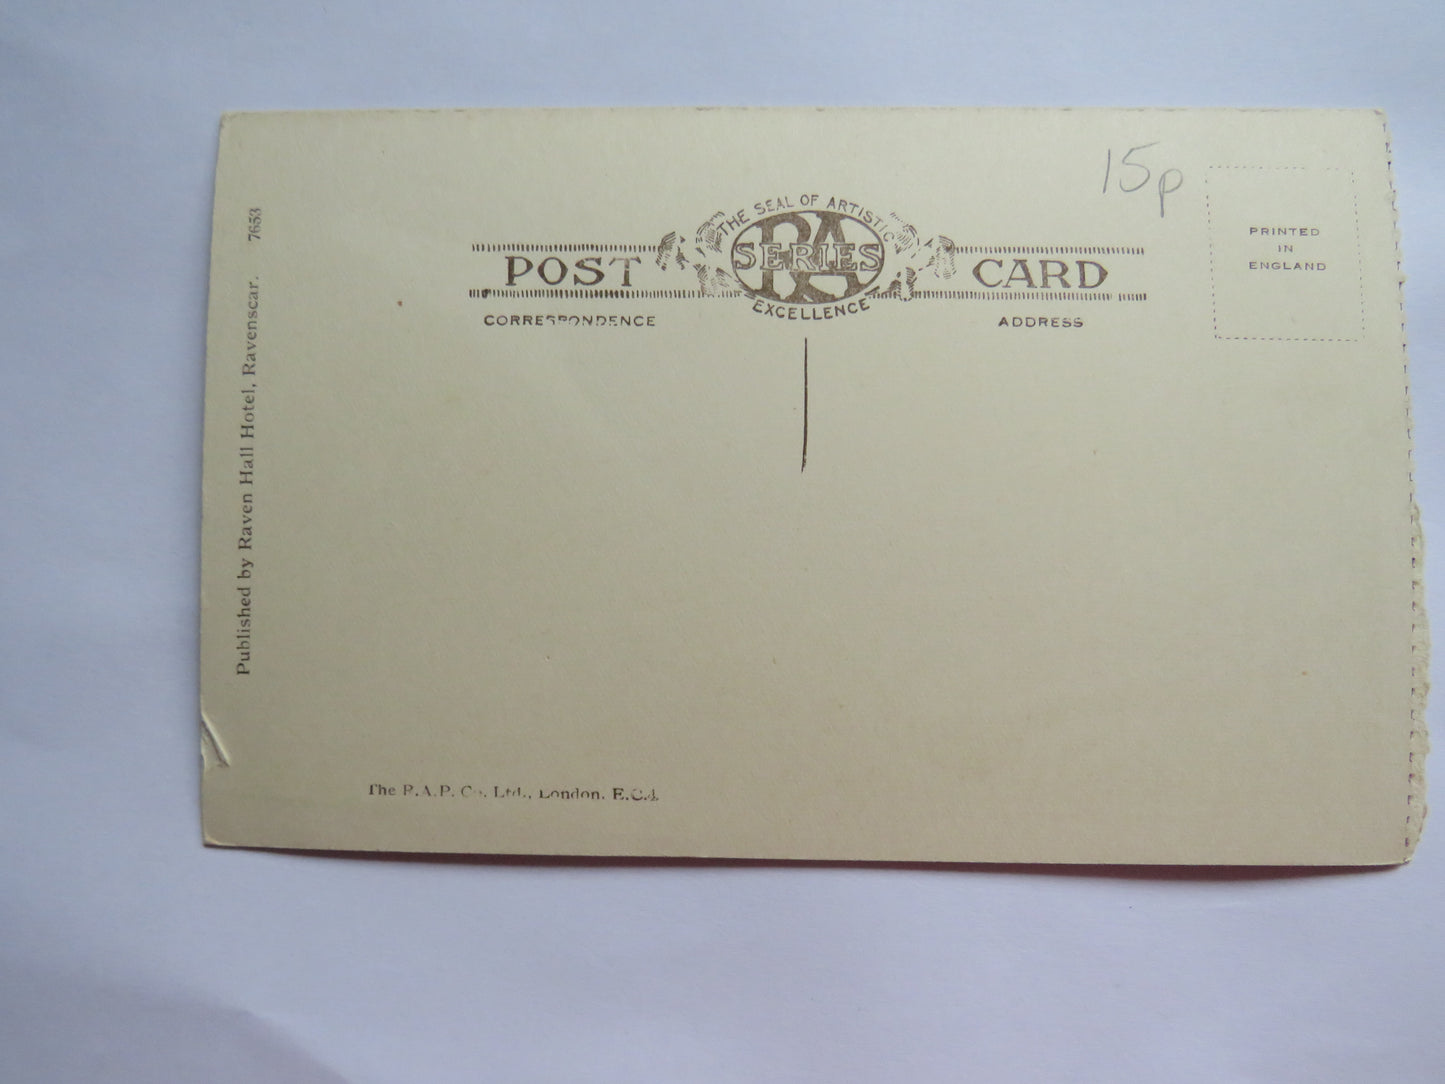 15p
THE SEAL OF ARTISTIC
RA
SERIES
EXCELLENCE
POST CARD
CORRESPONDENCE
ADDRESS
PRINTED
IN
ENGLAND
Published by Raven Hall Hotel, Ravenscar. 7653
The R.A.P. Co. Ltd., London. E.C.4.